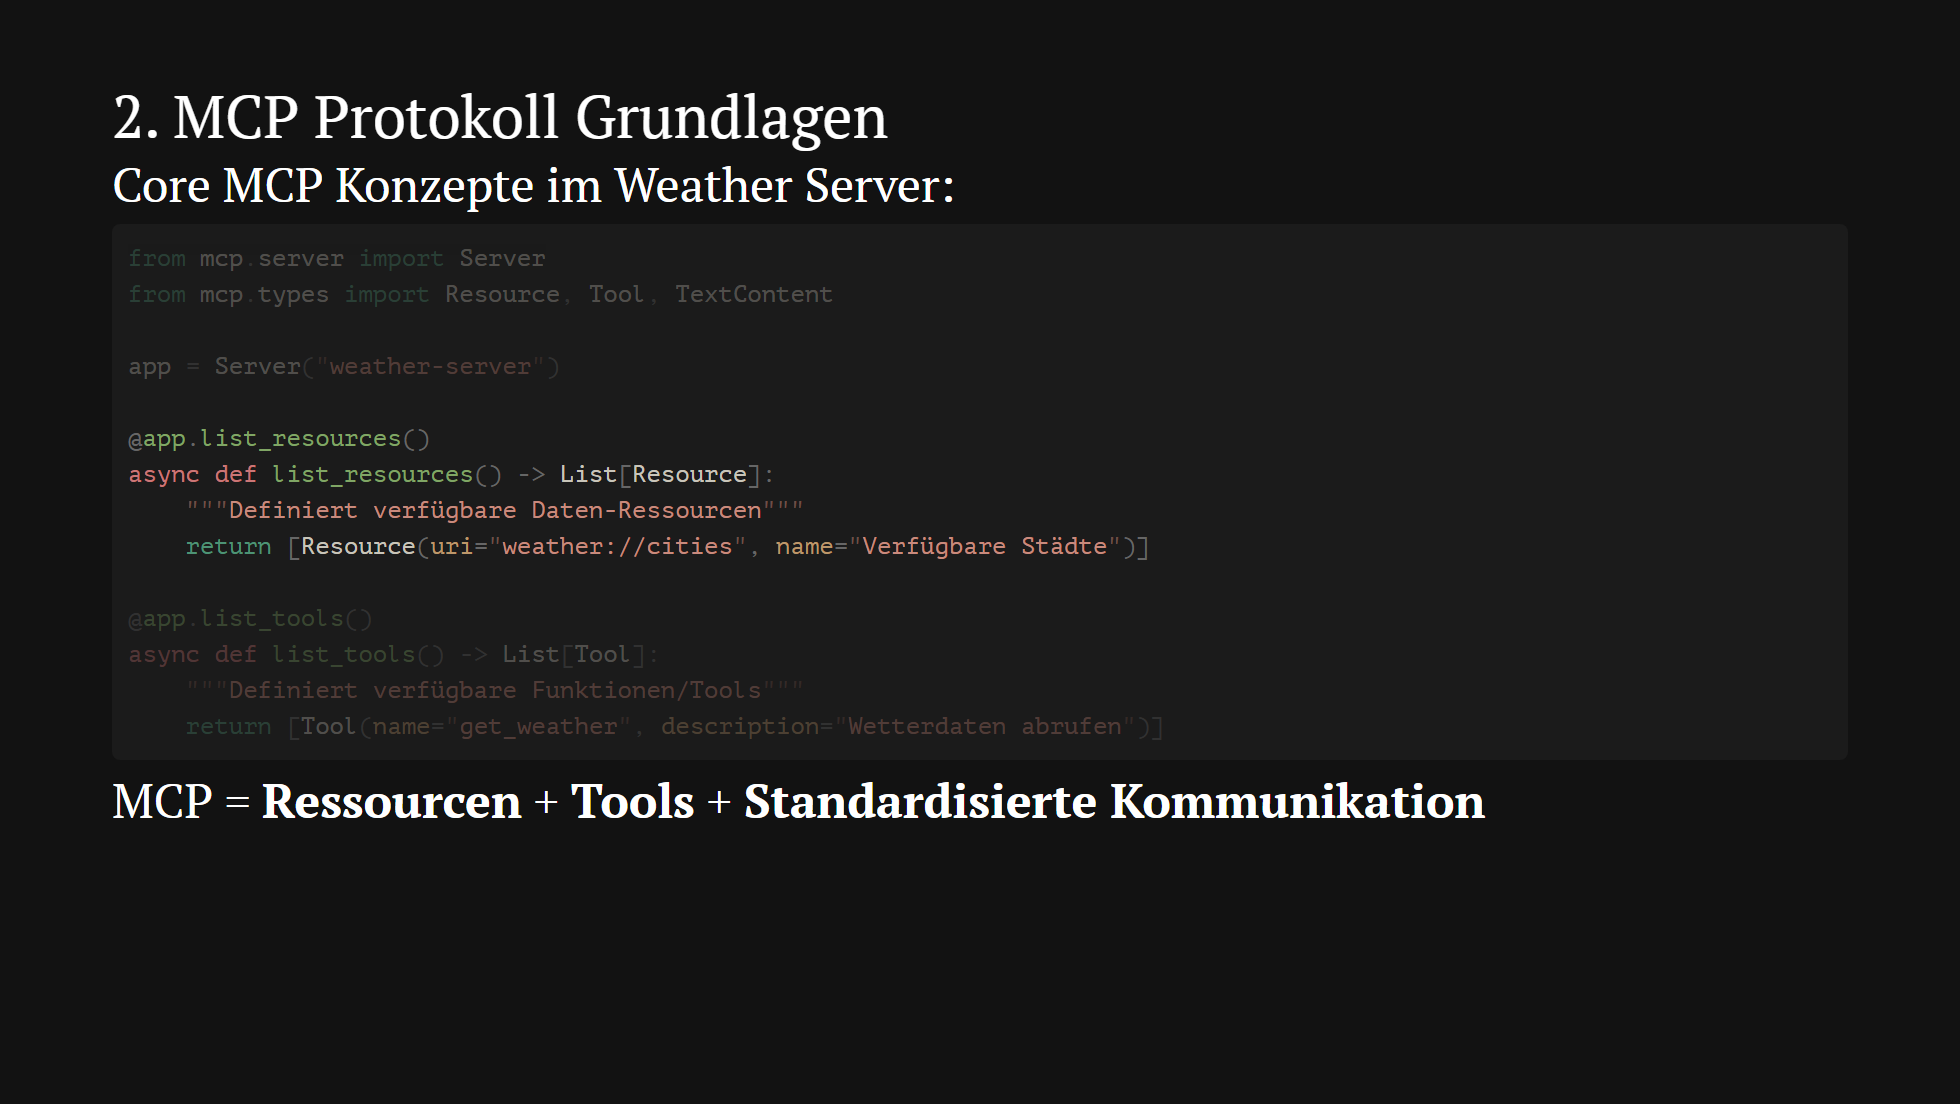 2. MCP Protokoll Grundlagen
Core MCP Konzepte im Weather Server:
from mcp.server import Server
from mcp.types import Resource, Tool, TextContent
app = Server("weather-server")
@app.list_resources()
async def list_resources() -> List[Resource]:
    """Definiert verfügbare Daten-Ressourcen"""
    return [Resource(uri="weather://cities", name="Verfügbare Städte")]
@app.list_tools()
async def list_tools() -> List[Tool]:
    """Definiert verfügbare Funktionen/Tools"""
    return [Tool(name="get_weather", description="Wetterdaten abrufen")]
MCP = Ressourcen + Tools + Standardisierte Kommunikation